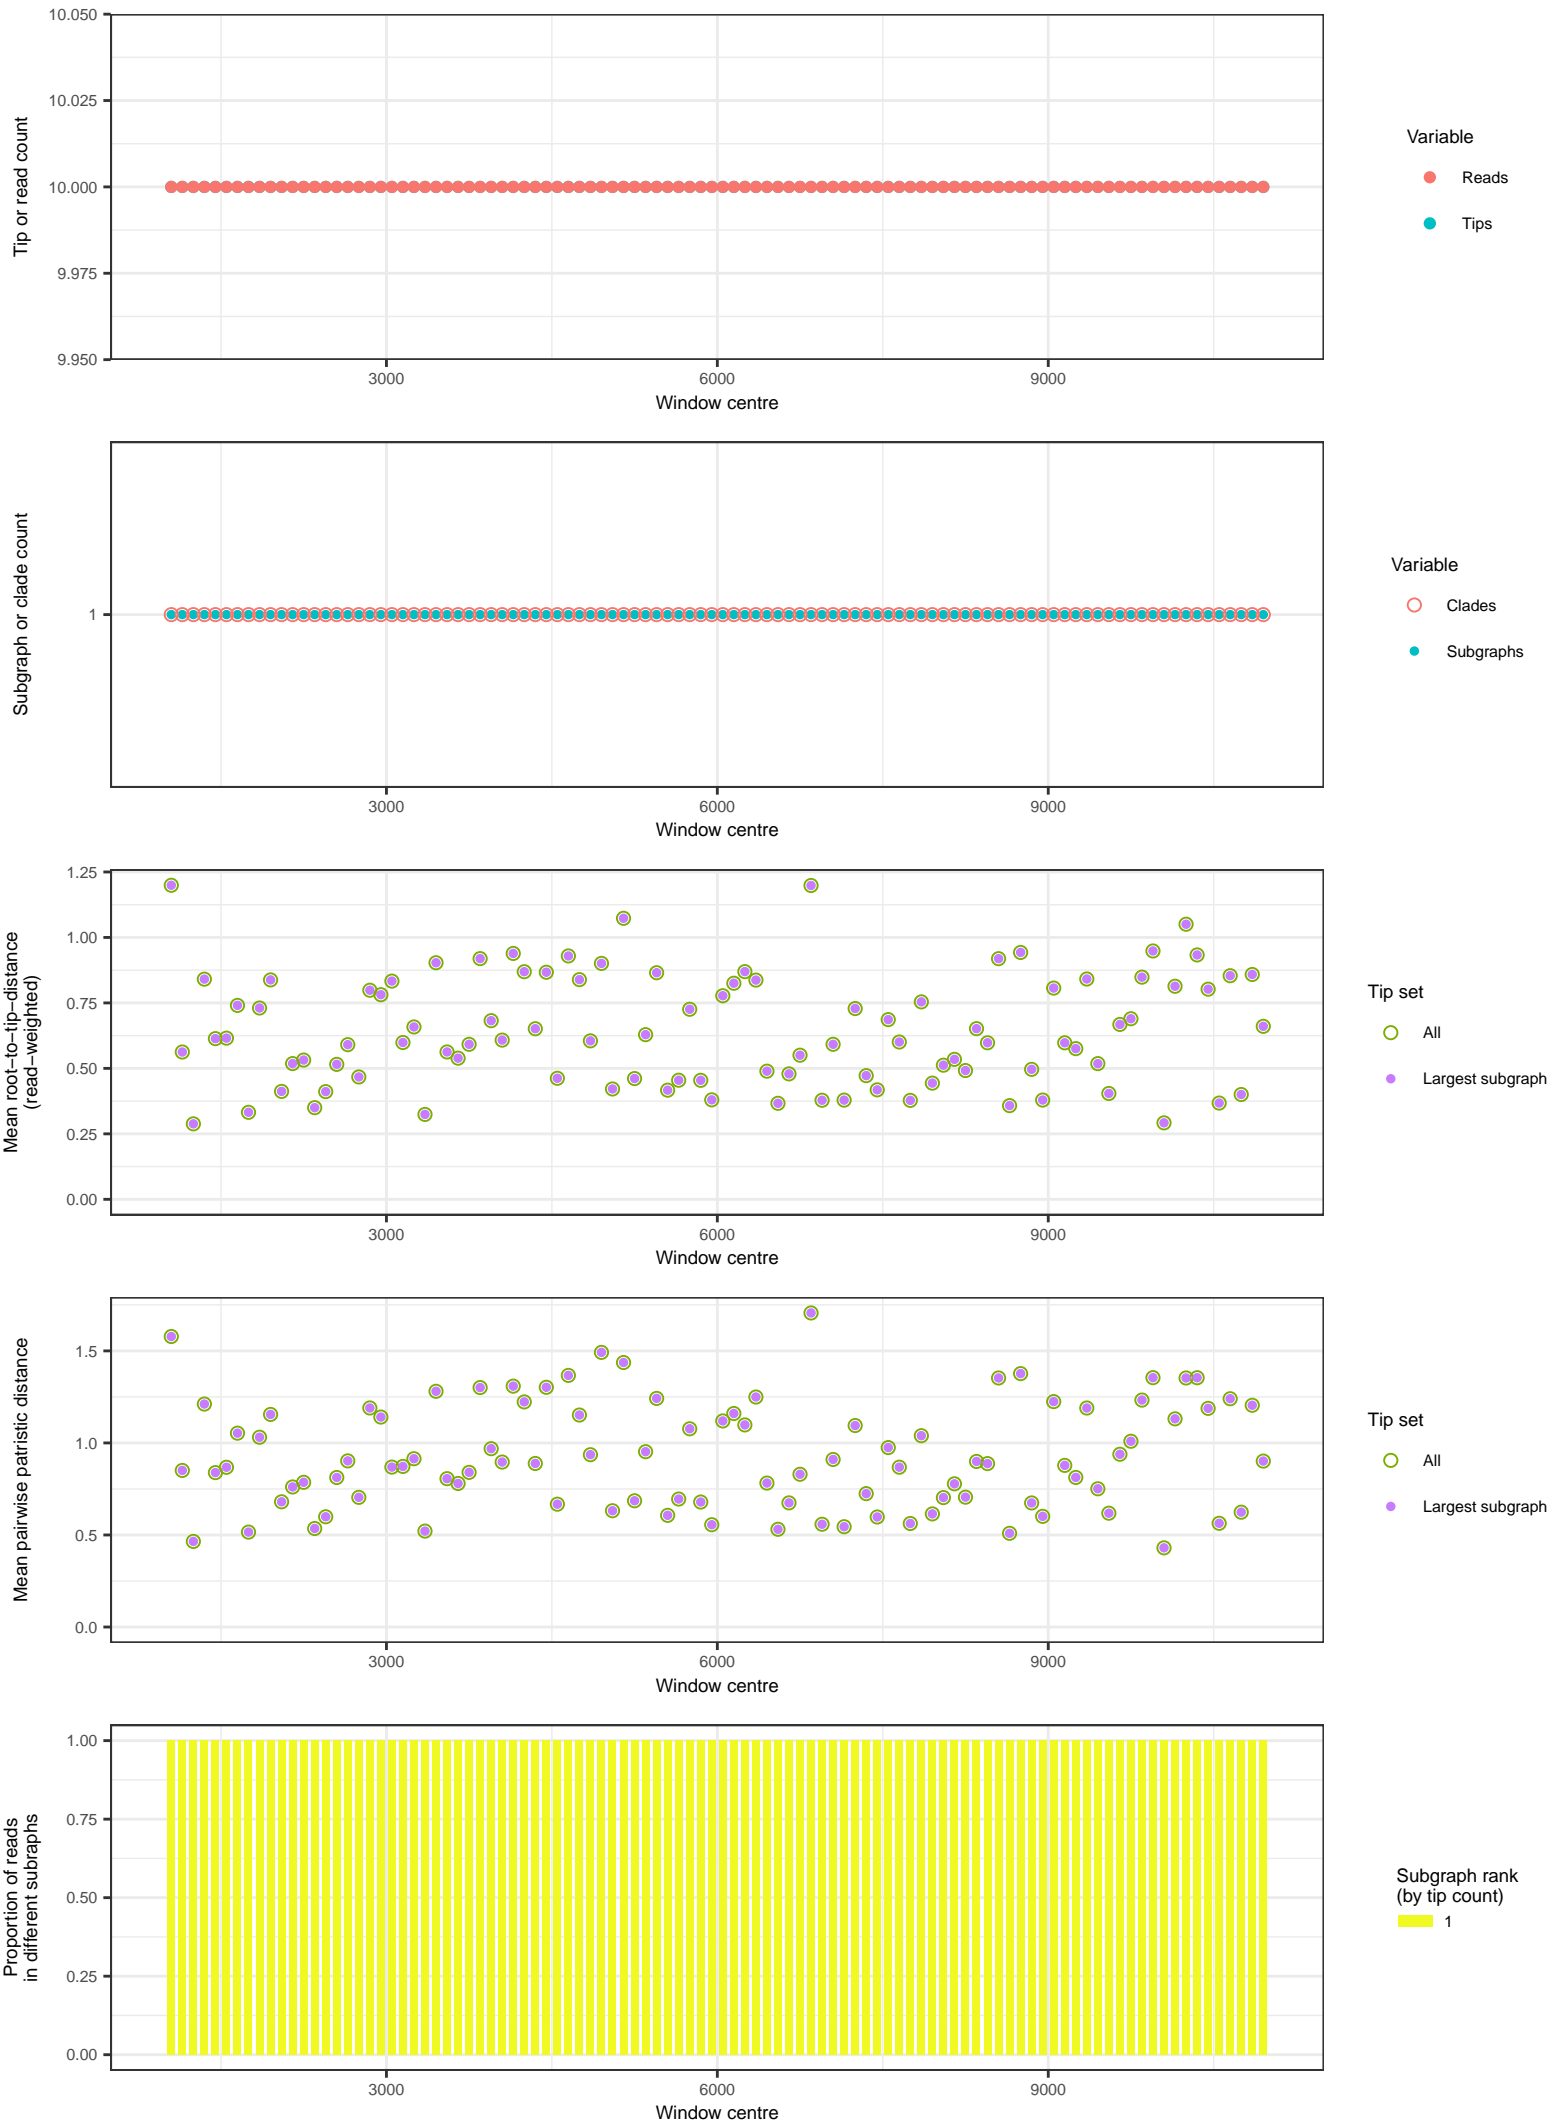 10.050
10.025
10.000
9.975
9.950
Tip or read count
3000
6000
9000
Window centre
Variable
Reads
Tips
1
Subgraph or clade count
3000
6000
9000
Window centre
Variable
Clades
Subgraphs
1.25
1.00
0.75
0.50
0.25
0.00
Mean root−to−tip−distance
(read−weighted)
3000
6000
9000
Window centre
Tip set
All
Largest subgraph
1.5
1.0
0.5
0.0
Mean pairwise patristic distance
3000
6000
9000
Window centre
Tip set
All
Largest subgraph
1.00
0.75
0.50
0.25
0.00
Proportion of reads
in different subraphs
3000
6000
9000
Window centre
Subgraph rank
(by tip count)
1